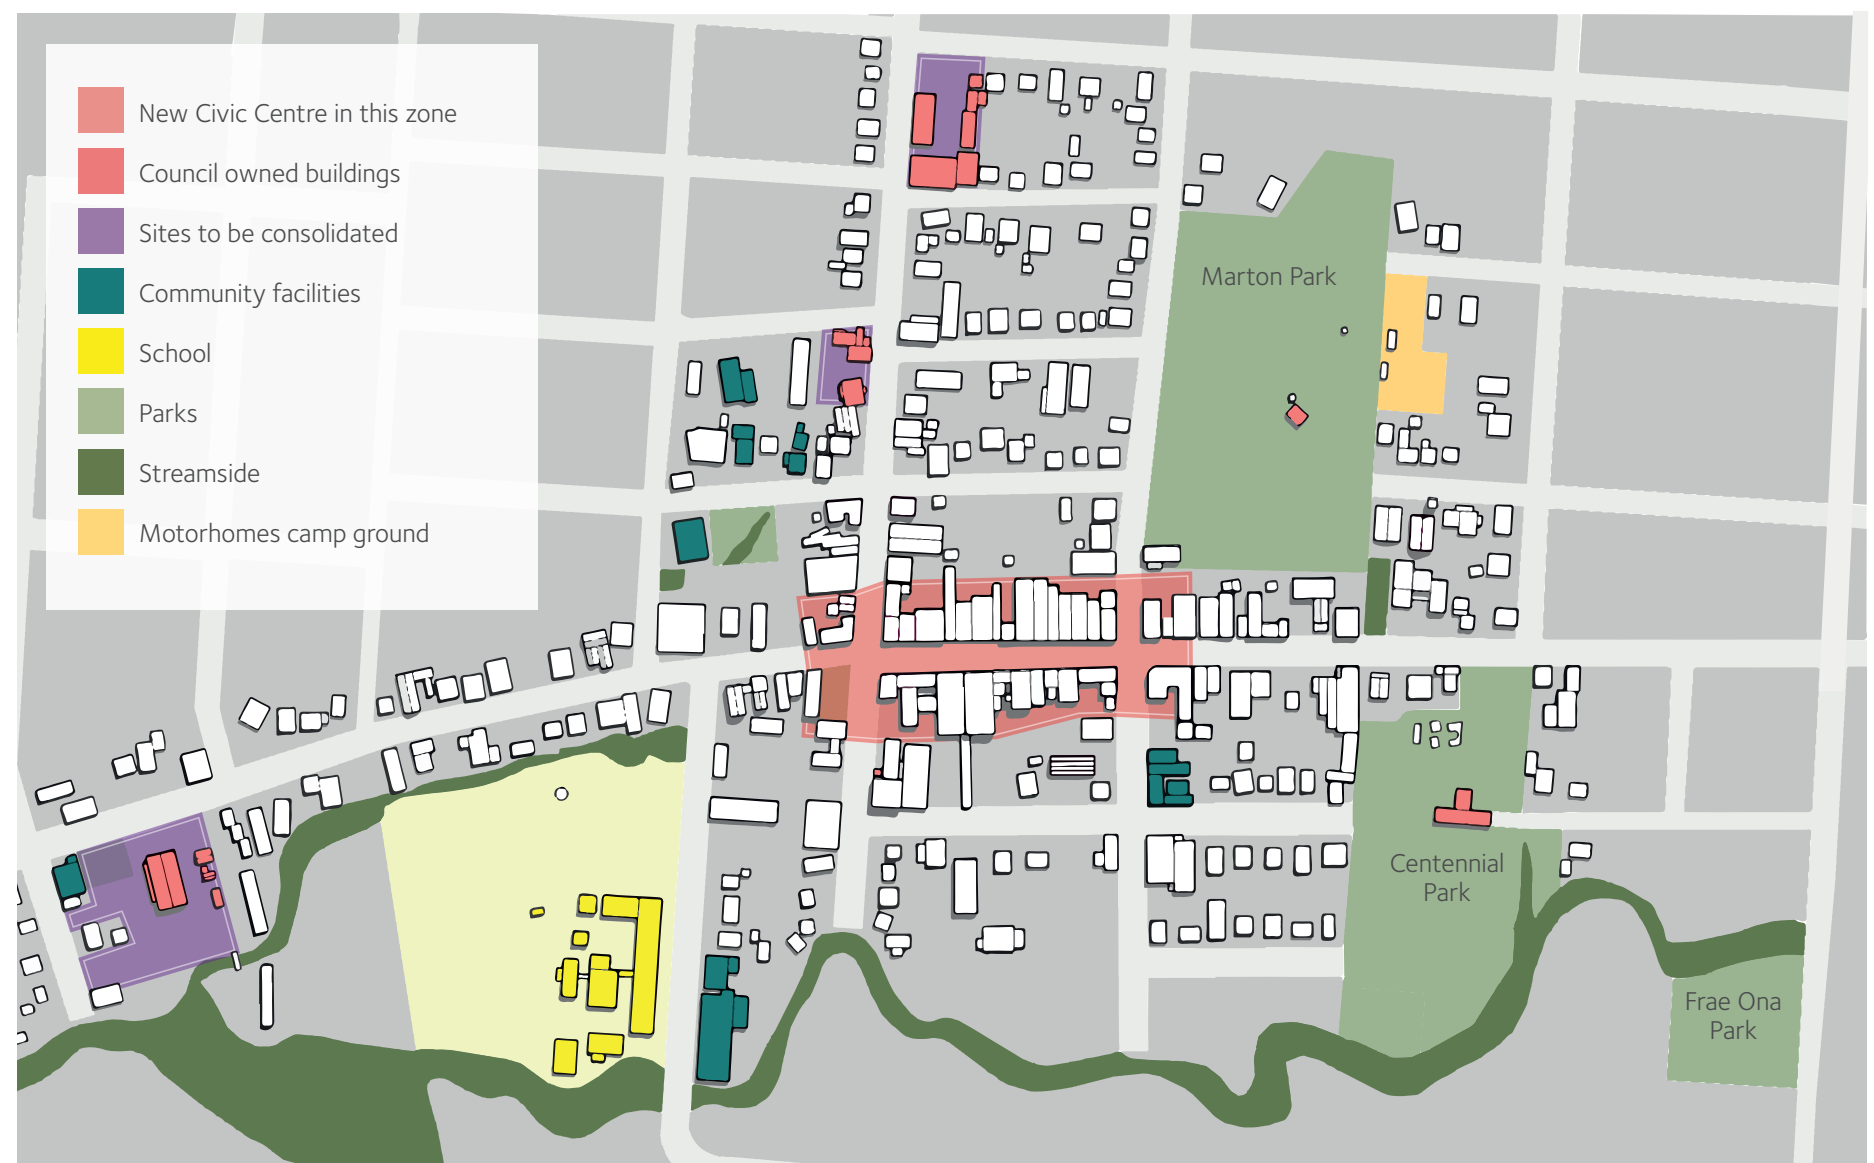 New Civic Centre in this zone
Council owned buildings
Sites to be consolidated
Community facilities
School
Parks
Streamside
Motorhomes camp ground
Marton Park
Centennial
Park
Frae Ona
Park